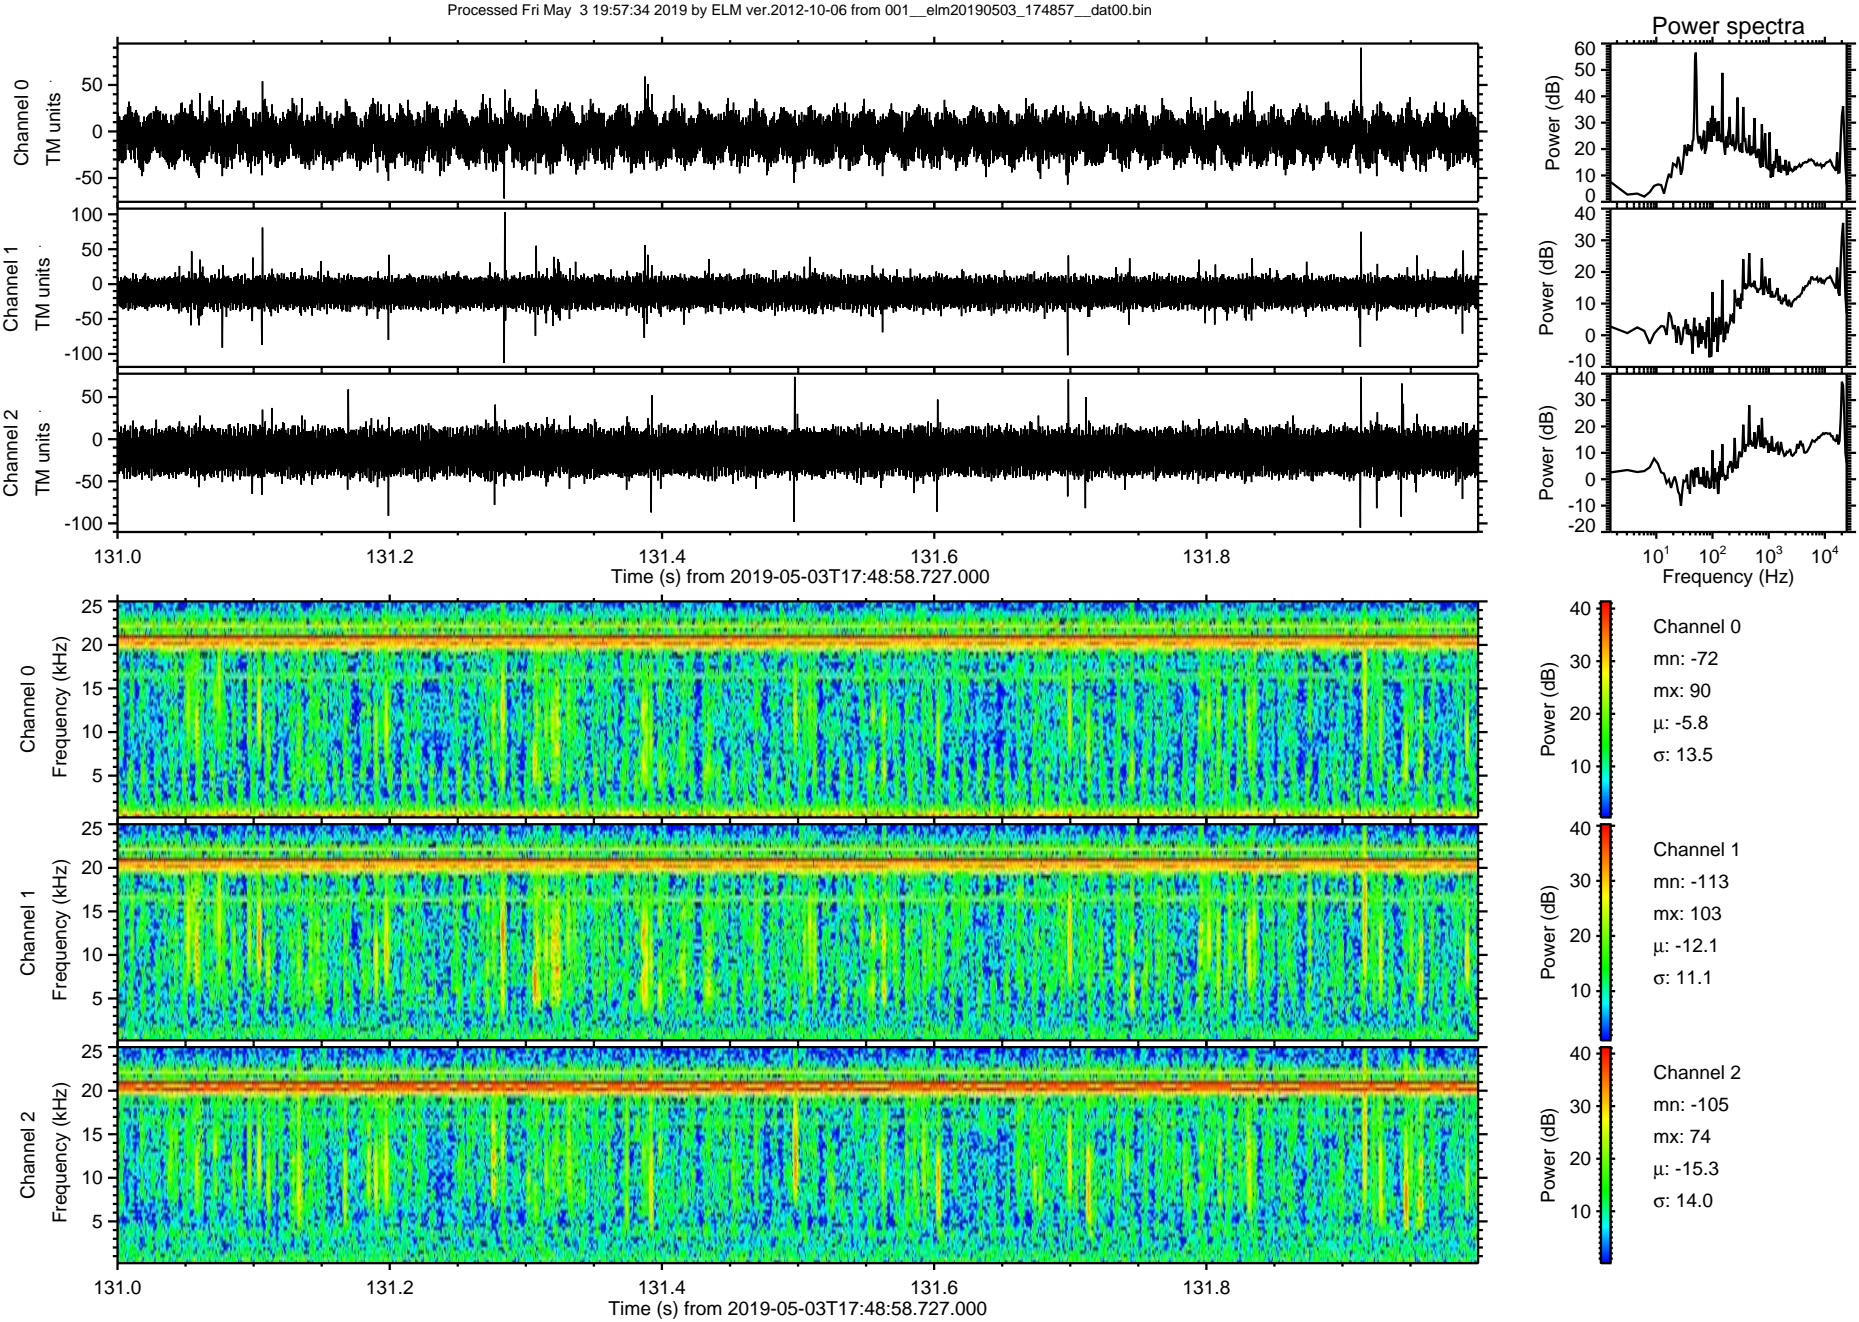 Processed Fri May  3 19:57:34 2019 by ELM ver.2012-10-06 from 001__elm20190503_174857__dat00.bin
Power spectra
Channel 0
TM units
50
0
-50
Power (dB)
60
50
40
30
20
10
0
Channel 1
TM units
100
50
0
-50
-100
Power (dB)
40
30
20
10
0
-10
Channel 2
TM units
50
0
-50
-100
Power (dB)
40
30
20
10
0
-10
-20
131.0 131.2 131.4 131.6 131.8
Time (s) from 2019-05-03T17:48:58.727.000
10¹ 10² 10³ 10⁴
Frequency (Hz)
Channel 0
Frequency (kHz)
25
20
15
10
5
Power (dB)
40
30
20
10
Channel 0
mn: -72
mx: 90
µ: -5.8
σ: 13.5
Channel 1
Frequency (kHz)
25
20
15
10
5
Power (dB)
40
30
20
10
Channel 1
mn: -113
mx: 103
µ: -12.1
σ: 11.1
Channel 2
Frequency (kHz)
25
20
15
10
5
Power (dB)
40
30
20
10
Channel 2
mn: -105
mx: 74
µ: -15.3
σ: 14.0
131.0 131.2 131.4 131.6 131.8
Time (s) from 2019-05-03T17:48:58.727.000